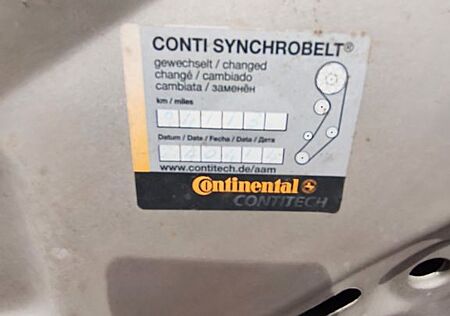 CONTI SYNCHROBELT®
gewechselt / changed
changé / cambiado
cambiata / заменён
km / miles
Datum / Date / Fecha / Data / Дата
www.contitech.de/aam
Continental
CONTITECH